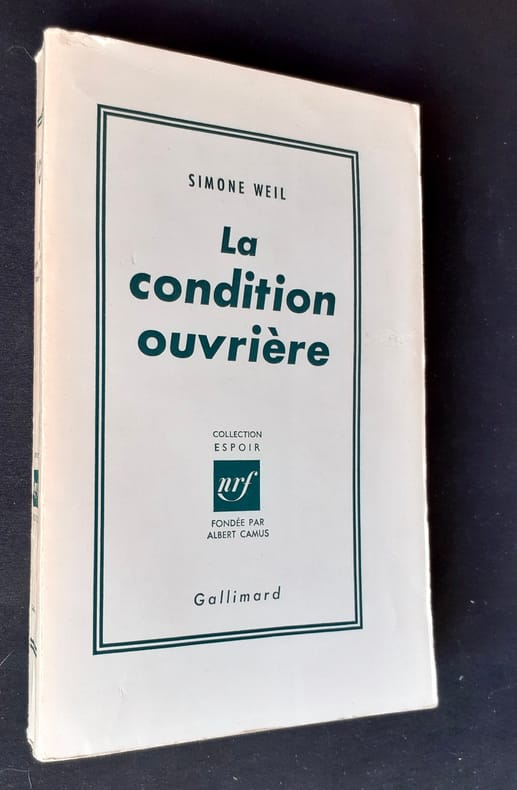 SIMONE WEIL
La
condition
ouvrière
COLLECTION
ESPOIR
nrf
FONDÉE PAR
ALBERT CAMUS
Gallimard